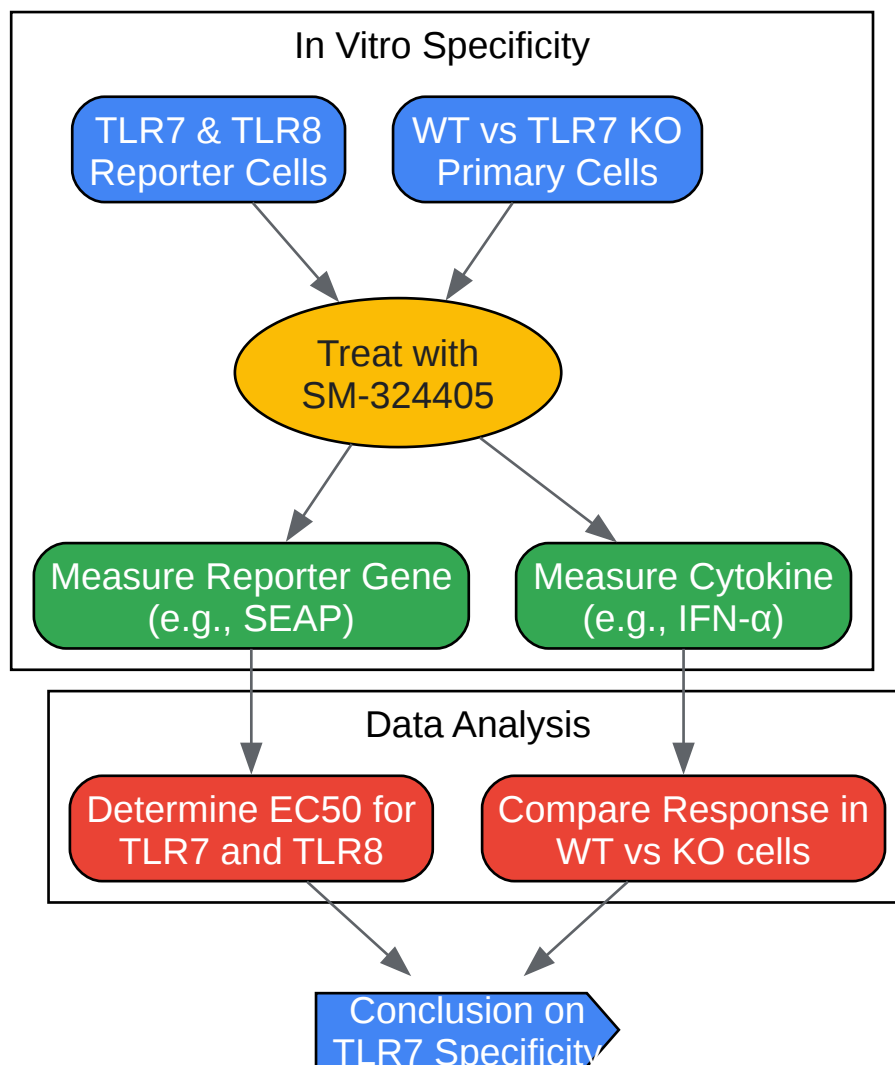 In Vitro Specificity
TLR7 & TLR8
Reporter Cells
WT vs TLR7 KO
Primary Cells
Treat with
SM-324405
Measure Reporter Gene
(e.g., SEAP)
Measure Cytokine
(e.g., IFN-α)
Data Analysis
Determine EC50 for
TLR7 and TLR8
Compare Response in
WT vs KO cells
Conclusion on
TLR7 Specificity